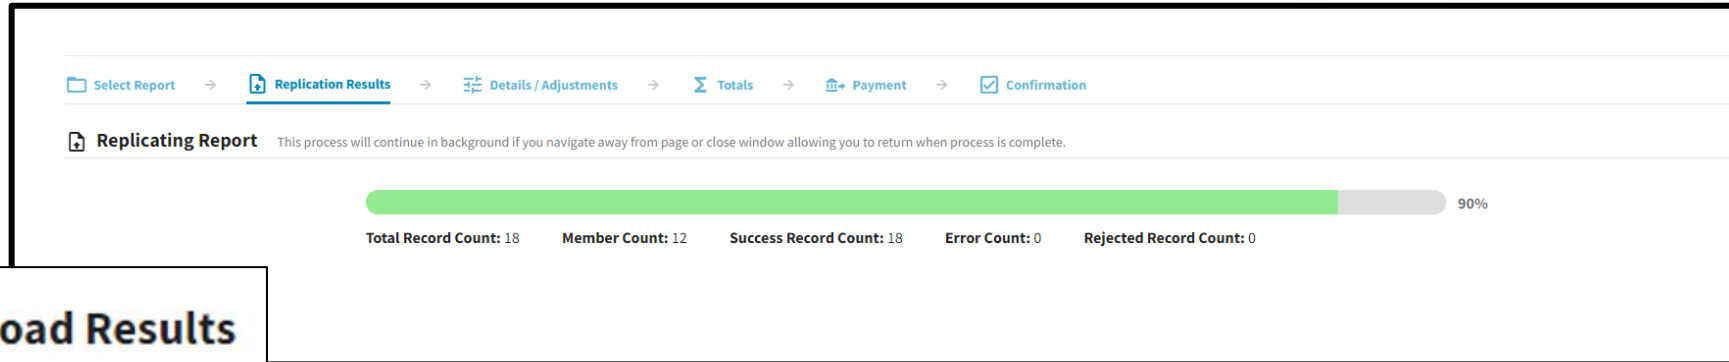 Select Report → Replication Results → Details / Adjustments → Totals → Payment → Confirmation
Replicating Report This process will continue in background if you navigate away from page or close window allowing you to return when process is complete.
90%
Total Record Count: 18 Member Count: 12 Success Record Count: 18 Error Count: 0 Rejected Record Count: 0
oad Results